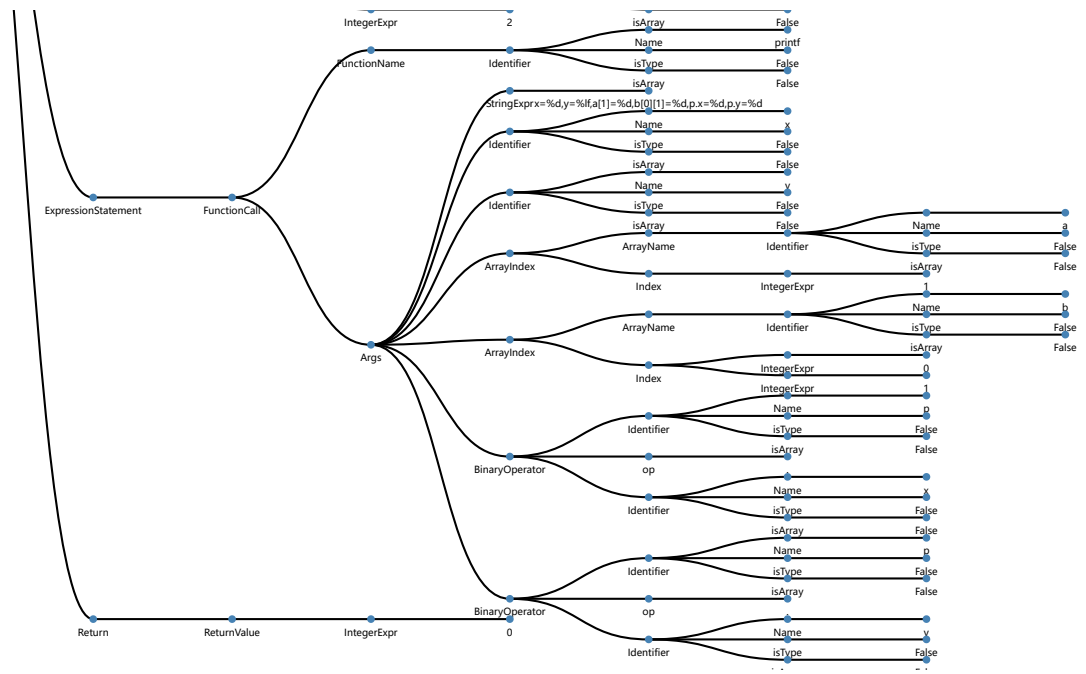 IntegerExpr 2 isArray False
Name printf
FunctionName Identifier isType False
isArray False
StringExpr x=%d,y=%lf,a[1]=%d,b[0][1]=%d,p.x=%d,p.y=%d
Name x
Identifier isType False
isArray False
Name y
Identifier isType False
ExpressionStatement FunctionCall
isArray False Name a
ArrayName Identifier isType False
ArrayIndex isArray False
Index IntegerExpr 1
Name b
ArrayName Identifier isType False
ArrayIndex isArray False
Args
IntegerExpr 0
Index
IntegerExpr 1
Name p
Identifier isType False
isArray False
BinaryOperator op .
Name x
Identifier isType False
isArray False
Name p
Identifier isType False
isArray False
BinaryOperator op .
Return ReturnValue IntegerExpr 0 Name y
Identifier isType False